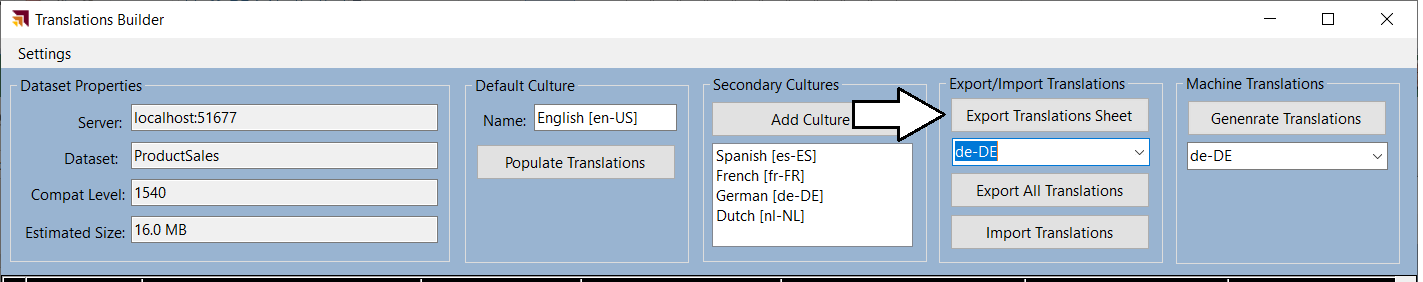 Translations Builder
Settings
Dataset Properties
Server:
localhost:51677
Dataset:
ProductSales
Compat Level:
1540
Estimated Size:
16.0 MB
Default Culture
Name:
English [en-US]
Populate Translations
Secondary Cultures
Add Culture
Spanish [es-ES]
French [fr-FR]
German [de-DE]
Dutch [nl-NL]
Export/Import Translations
Export Translations Sheet
de-DE
Export All Translations
Import Translations
Machine Translations
Genenrate Translations
de-DE